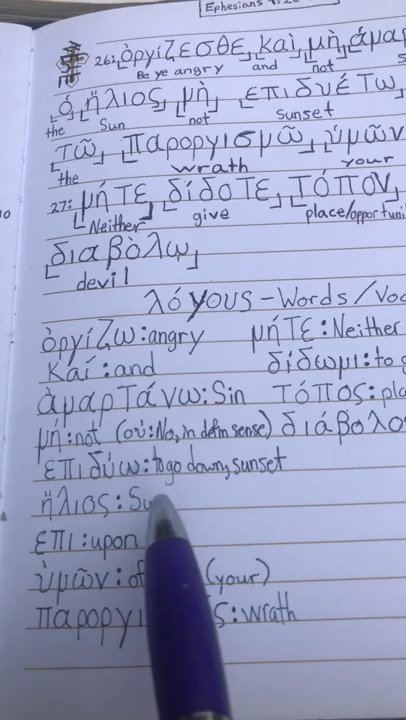 Ephesians
26: ὀργίζεσθε, καὶ μὴ ἁμαρ
Be ye angry and not
ὁ ἥλιος μὴ ἐπιδυέτω
the Sun not sunset
τῶ παροργισμῶ ὑμῶν
the wrath your
27: μήτε δίδοτε τόπον
Neither give place/opportuni
διαβὸλω
devil
λόγους - Words/Voc
ὀργίζω: angry μήτε: Neither
Καί: and δίδωμι: to g
ἁμαρτάνω: Sin τόπος: pla
μή: not (οὐ: No, in defin sense) διάβολο
ἐπιδύω: to go down, sunset
ἥλιος: Su
ἐπι: upon
ὑμῶν: of (your)
παροργι ς: wrath